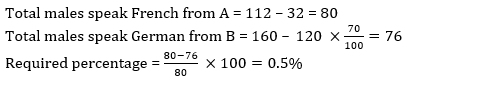 Total males speak French from A = 112 – 32 = 80
Total males speak German from B = 160 – 120 × 70/100 = 76
Required percentage = 80−76/80 × 100 = 0.5%